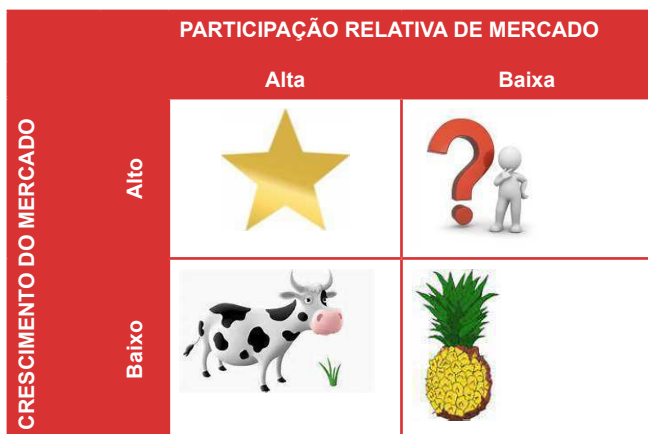 PARTICIPAÇÃO RELATIVA DE MERCADO
Alta
Baixa
CRESCIMENTO DO MERCADO
Alto
Baixo